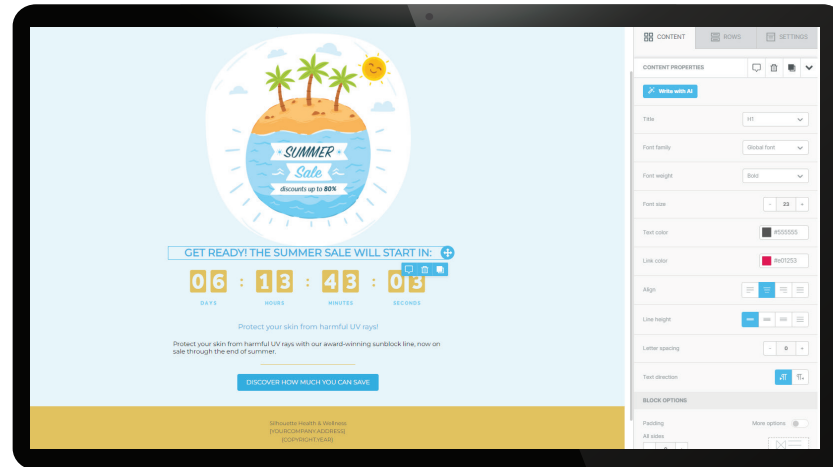 CONTENT
ROWS
SETTINGS
CONTENT PROPERTIES
Write with AI
Title
H1
Font family
Global font
Font weight
Bold
Font size
- 23 +
Text color
#555555
Link color
#e01253
Align
Line height
Letter spacing
- 0 +
Text direction
BLOCK OPTIONS
Padding
More options
All sides
SUMMER
Sale
discounts up to 80%
GET READY! THE SUMMER SALE WILL START IN:
06 : 13 : 43 : 03
DAYS HOURS MINUTES SECONDS
Protect your skin from harmful UV rays!
Protect your skin from harmful UV rays with our award-winning sunblock line, now on
sale through the end of summer.
DISCOVER HOW MUCH YOU CAN SAVE
Silhouette Health & Wellness
[YOURCOMPANY ADDRESS]
[COPYRIGHT YEAR]